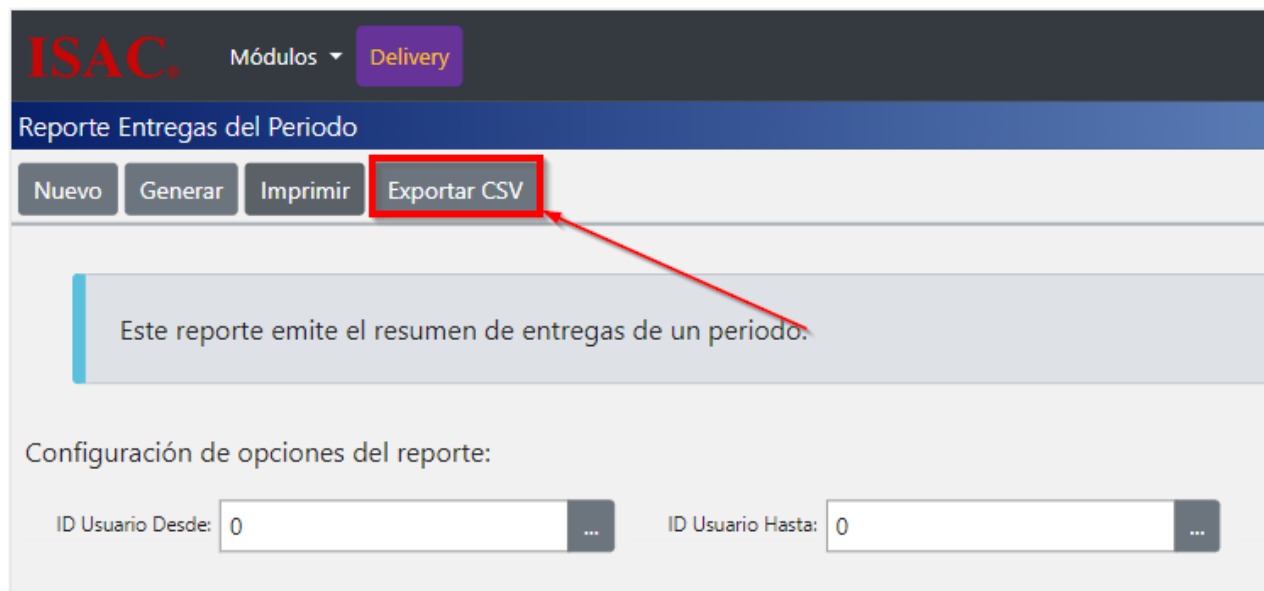 ISAC® Módulos Delivery
Reporte Entregas del Periodo
Nuevo Generar Imprimir Exportar CSV
Este reporte emite el resumen de entregas de un periodo.
Configuración de opciones del reporte:
ID Usuario Desde: 0 ... ID Usuario Hasta: 0 ...